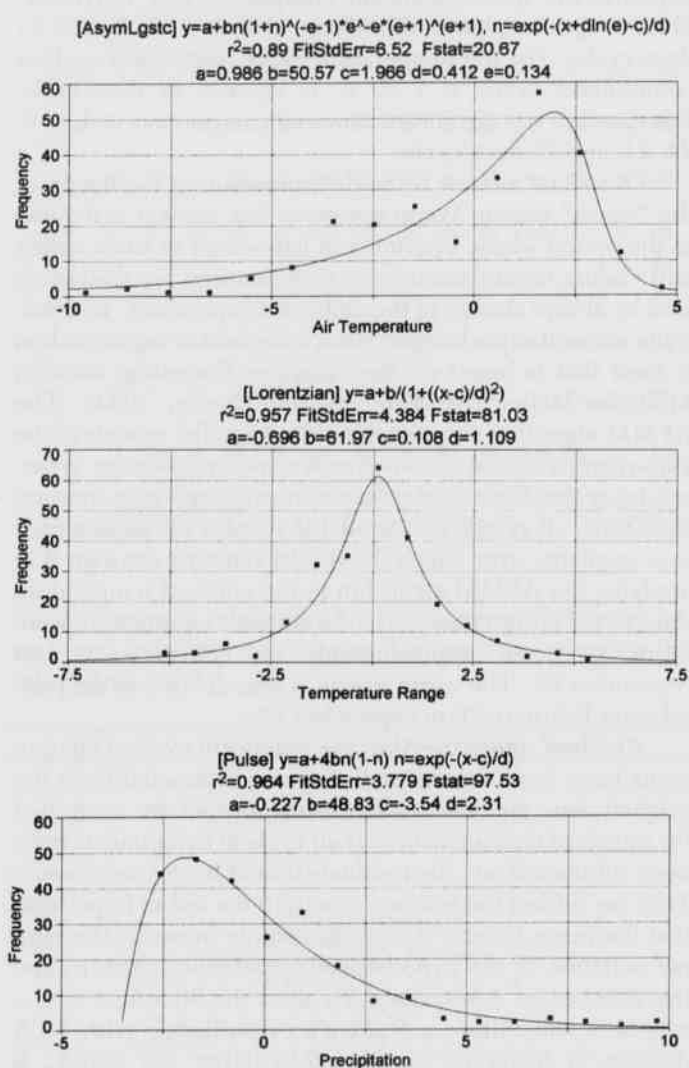 [AsymLgstc] y=a+bn(1+n)^(-e-1)*e^-e*(e+1)^(e+1), n=exp(-(x+dln(e)-c)/d)
r²=0.89 FitStdErr=6.52 Fstat=20.67
a=0.986 b=50.57 c=1.966 d=0.412 e=0.134
60
50
40
30
20
10
0
Frequency
-10 -5 0 5
Air Temperature
[Lorentzian] y=a+b/(1+((x-c)/d)²)
r²=0.957 FitStdErr=4.384 Fstat=81.03
a=-0.696 b=61.97 c=0.108 d=1.109
70
60
50
40
30
20
10
0
Frequency
-7.5 -2.5 2.5 7.5
Temperature Range
[Pulse] y=a+4bn(1-n) n=exp(-(x-c)/d)
r²=0.964 FitStdErr=3.779 Fstat=97.53
a=-0.227 b=48.83 c=-3.54 d=2.31
60
50
40
30
20
10
0
Frequency
-5 0 5 10
Precipitation